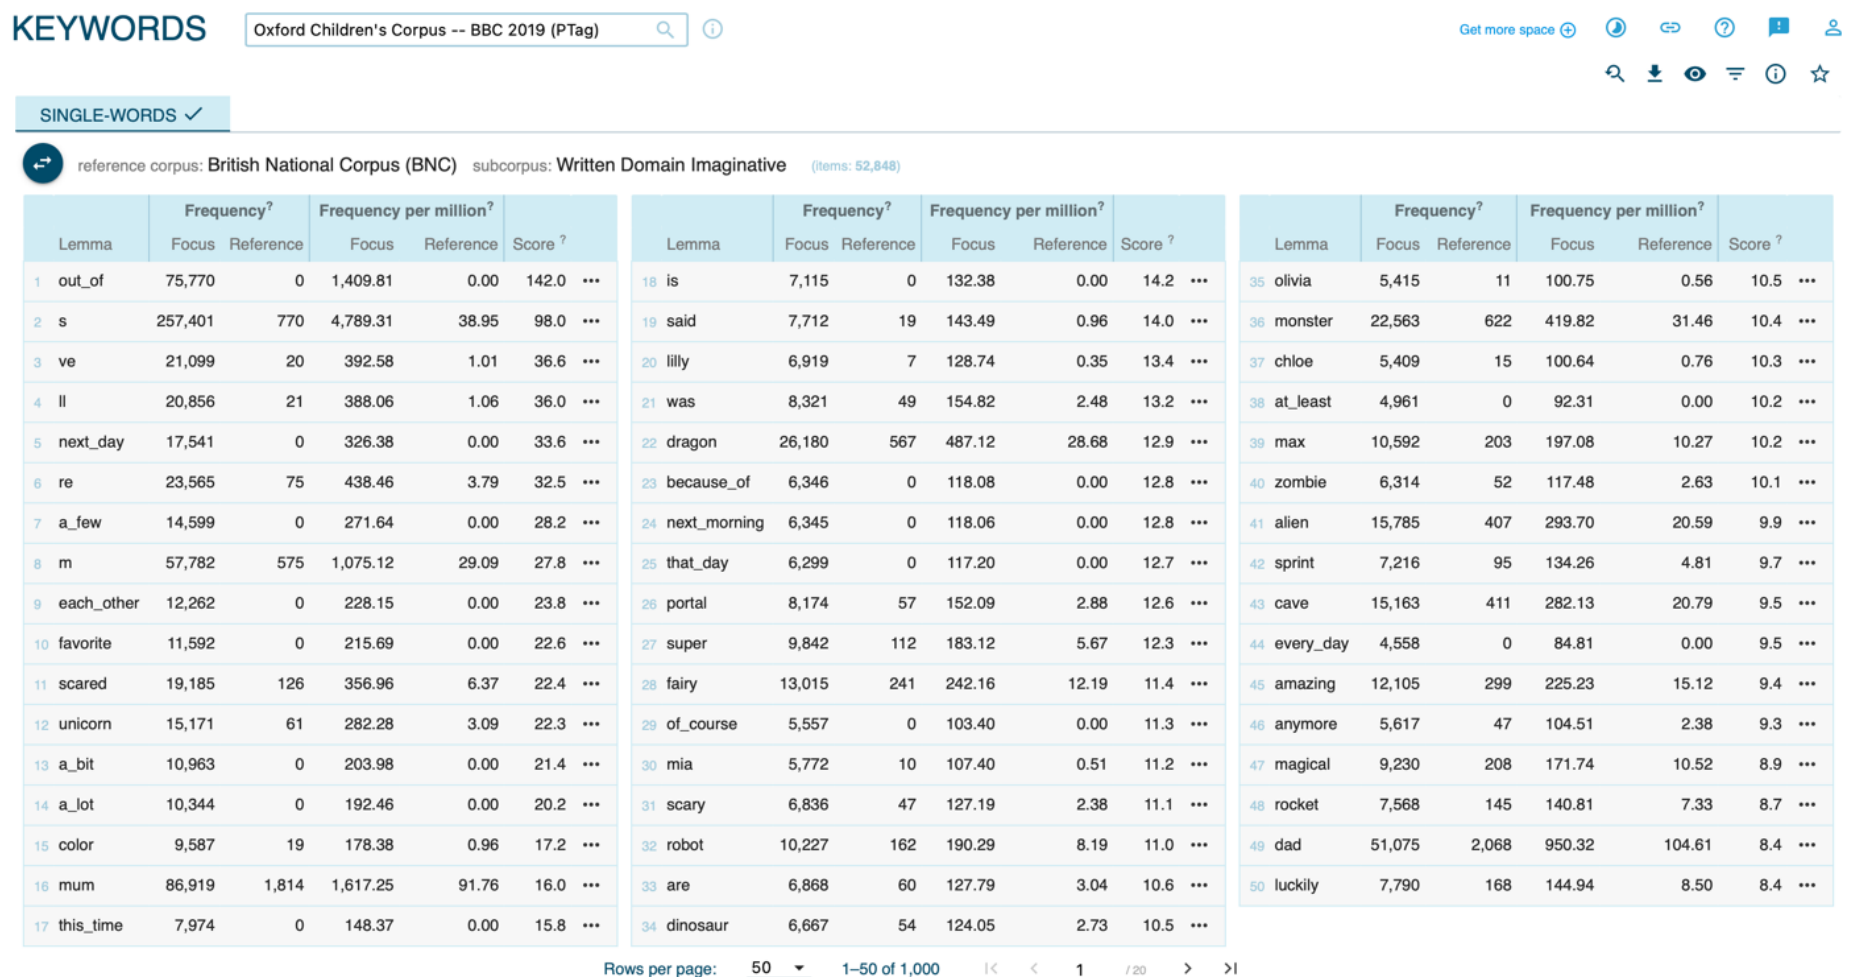 KEYWORDS
Oxford Children's Corpus -- BBC 2019 (PTag)
Get more space
SINGLE-WORDS
reference corpus: British National Corpus (BNC) subcorpus: Written Domain Imaginative (items: 52,848)
Frequency? Frequency per million?
Lemma Focus Reference Focus Reference Score ?
1 out_of 75,770 0 1,409.81 0.00 142.0 •••
2 s 257,401 770 4,789.31 38.95 98.0 •••
3 ve 21,099 20 392.58 1.01 36.6 •••
4 ll 20,856 21 388.06 1.06 36.0 •••
5 next_day 17,541 0 326.38 0.00 33.6 •••
6 re 23,565 75 438.46 3.79 32.5 •••
7 a_few 14,599 0 271.64 0.00 28.2 •••
8 m 57,782 575 1,075.12 29.09 27.8 •••
9 each_other 12,262 0 228.15 0.00 23.8 •••
10 favorite 11,592 0 215.69 0.00 22.6 •••
11 scared 19,185 126 356.96 6.37 22.4 •••
12 unicorn 15,171 61 282.28 3.09 22.3 •••
13 a_bit 10,963 0 203.98 0.00 21.4 •••
14 a_lot 10,344 0 192.46 0.00 20.2 •••
15 color 9,587 19 178.38 0.96 17.2 •••
16 mum 86,919 1,814 1,617.25 91.76 16.0 •••
17 this_time 7,974 0 148.37 0.00 15.8 •••
Frequency? Frequency per million?
Lemma Focus Reference Focus Reference Score ?
18 is 7,115 0 132.38 0.00 14.2 •••
19 said 7,712 19 143.49 0.96 14.0 •••
20 lilly 6,919 7 128.74 0.35 13.4 •••
21 was 8,321 49 154.82 2.48 13.2 •••
22 dragon 26,180 567 487.12 28.68 12.9 •••
23 because_of 6,346 0 118.08 0.00 12.8 •••
24 next_morning 6,345 0 118.06 0.00 12.8 •••
25 that_day 6,299 0 117.20 0.00 12.7 •••
26 portal 8,174 57 152.09 2.88 12.6 •••
27 super 9,842 112 183.12 5.67 12.3 •••
28 fairy 13,015 241 242.16 12.19 11.4 •••
29 of_course 5,557 0 103.40 0.00 11.3 •••
30 mia 5,772 10 107.40 0.51 11.2 •••
31 scary 6,836 47 127.19 2.38 11.1 •••
32 robot 10,227 162 190.29 8.19 11.0 •••
33 are 6,868 60 127.79 3.04 10.6 •••
34 dinosaur 6,667 54 124.05 2.73 10.5 •••
Frequency? Frequency per million?
Lemma Focus Reference Focus Reference Score ?
35 olivia 5,415 11 100.75 0.56 10.5 •••
36 monster 22,563 622 419.82 31.46 10.4 •••
37 chloe 5,409 15 100.64 0.76 10.3 •••
38 at_least 4,961 0 92.31 0.00 10.2 •••
39 max 10,592 203 197.08 10.27 10.2 •••
40 zombie 6,314 52 117.48 2.63 10.1 •••
41 alien 15,785 407 293.70 20.59 9.9 •••
42 sprint 7,216 95 134.26 4.81 9.7 •••
43 cave 15,163 411 282.13 20.79 9.5 •••
44 every_day 4,558 0 84.81 0.00 9.5 •••
45 amazing 12,105 299 225.23 15.12 9.4 •••
46 anymore 5,617 47 104.51 2.38 9.3 •••
47 magical 9,230 208 171.74 10.52 8.9 •••
48 rocket 7,568 145 140.81 7.33 8.7 •••
49 dad 51,075 2,068 950.32 104.61 8.4 •••
50 luckily 7,790 168 144.94 8.50 8.4 •••
Rows per page: 50 1–50 of 1,000 1 / 20